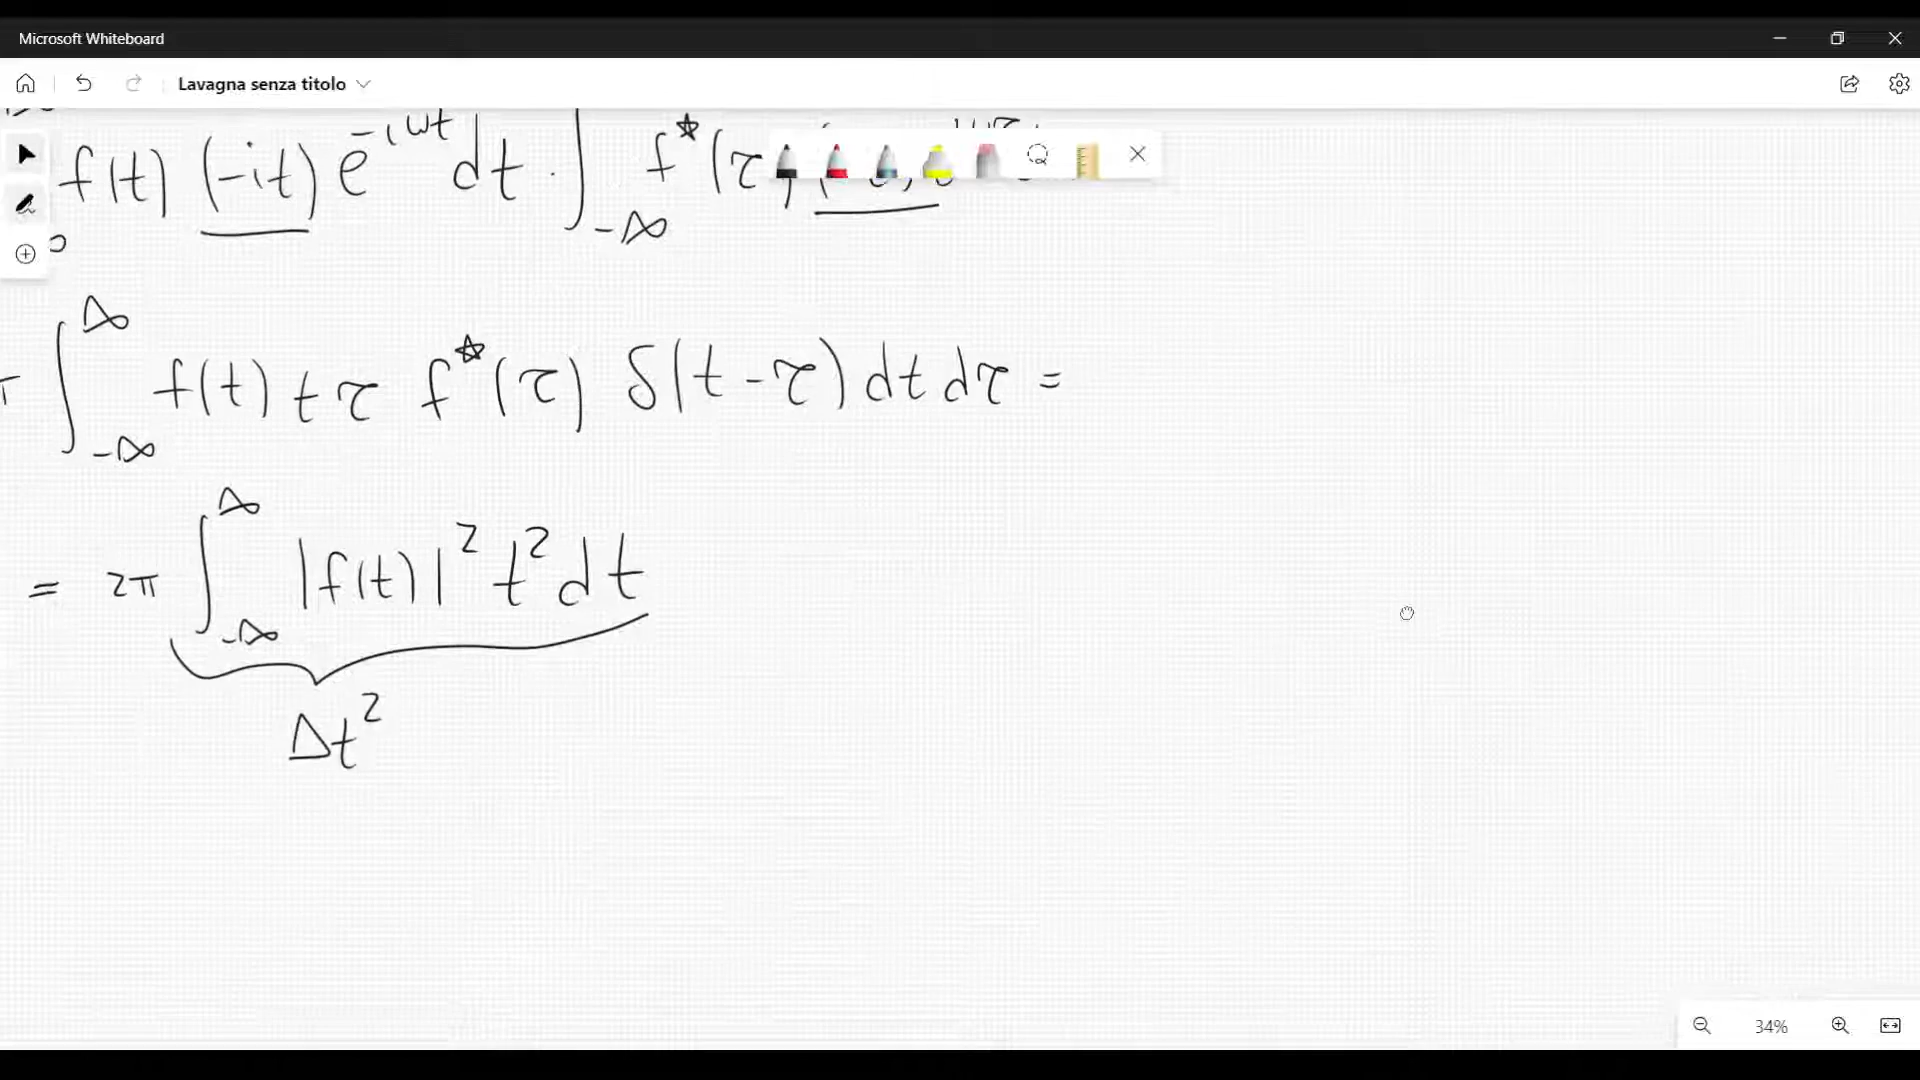 Microsoft Whiteboard
Lavagna senza titolo
f(t) (-it) e^{-iωt} dt · ∫_{-∞} f*(τ)
∫_{-∞}^{∞} f(t) t τ f*(τ) δ(t-τ) dt dτ =
= 2π ∫_{-∞}^{∞} |f(t)|² t² dt
Δt²
34%